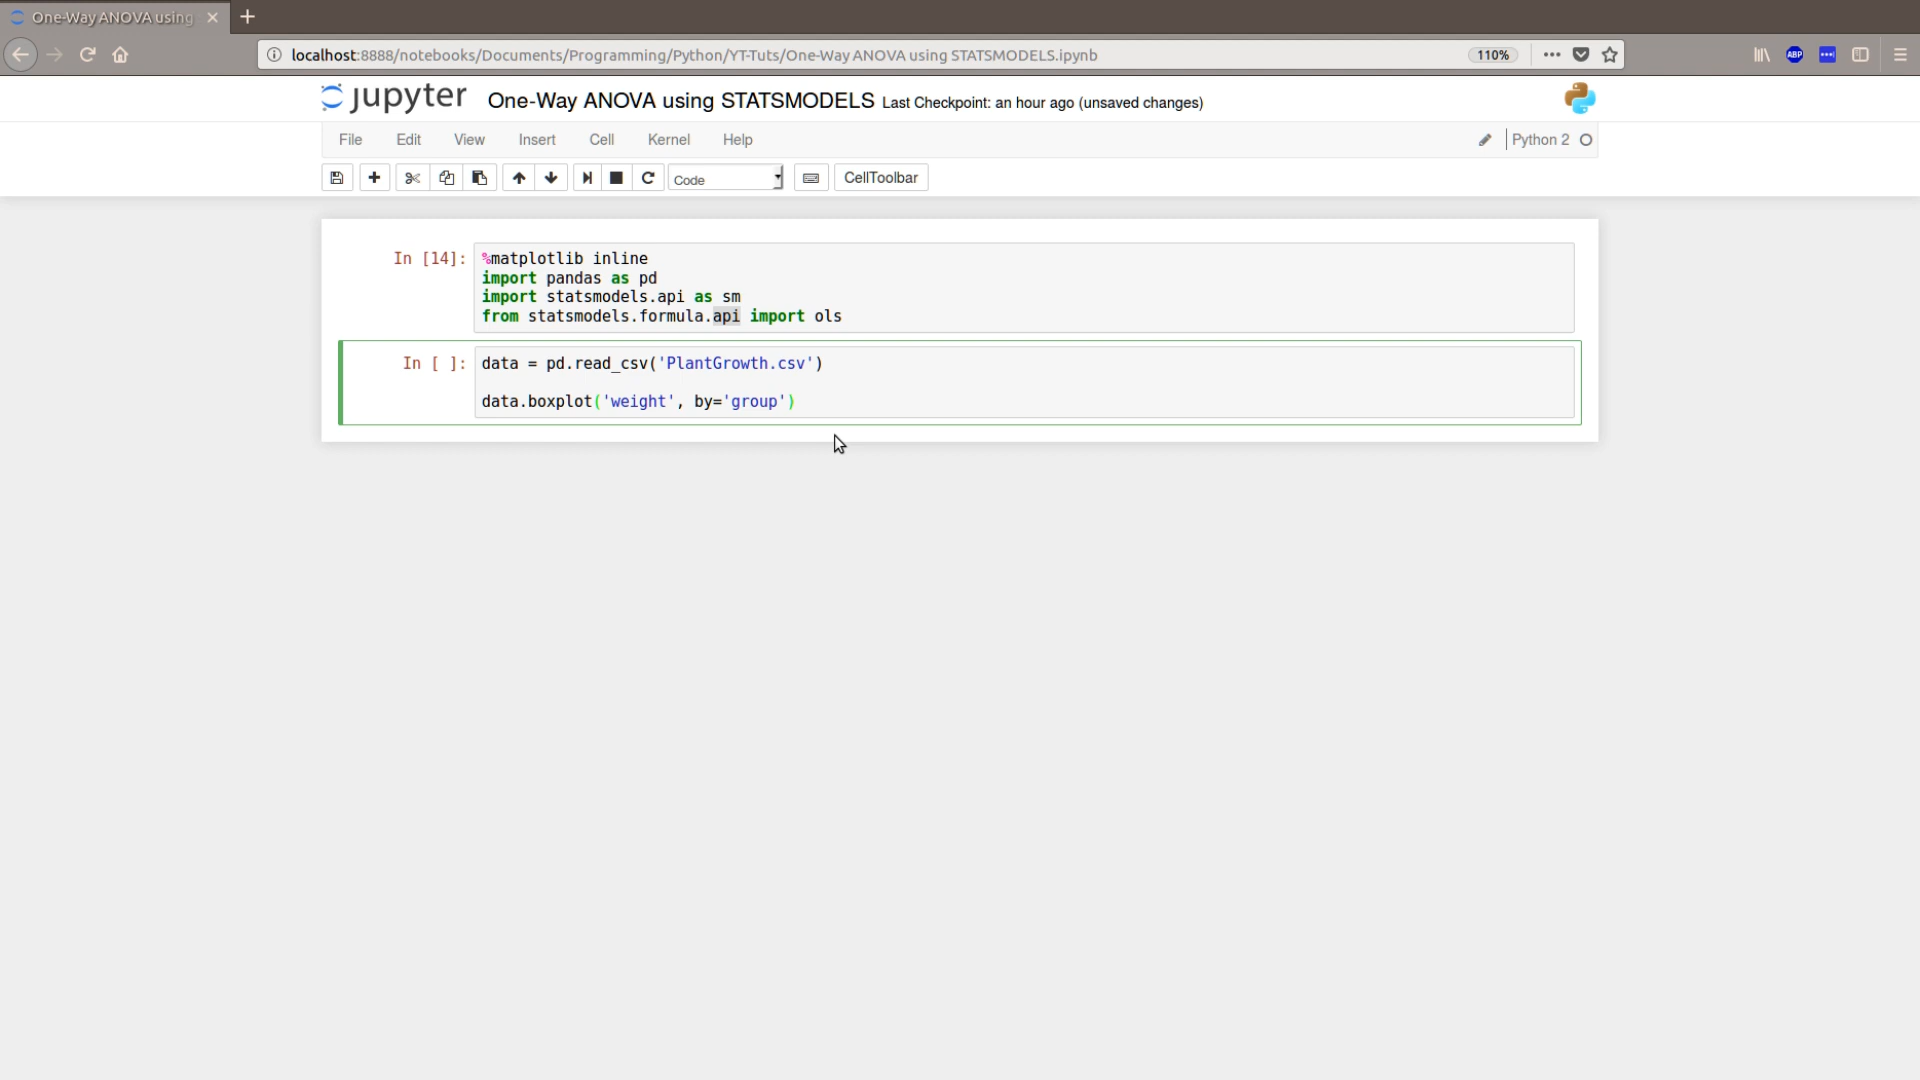 One-Way ANOVA using
localhost:8888/notebooks/Documents/Programming/Python/YT-Tuts/One-Way ANOVA using STATSMODELS.ipynb
110%
ABP
jupyter
One-Way ANOVA using STATSMODELS Last Checkpoint: an hour ago (unsaved changes)
File Edit View Insert Cell Kernel Help
Python 2
Code
CellToolbar
In [14]: %matplotlib inline
import pandas as pd
import statsmodels.api as sm
from statsmodels.formula.api import ols
In [ ]: data = pd.read_csv('PlantGrowth.csv')
data.boxplot('weight', by='group')